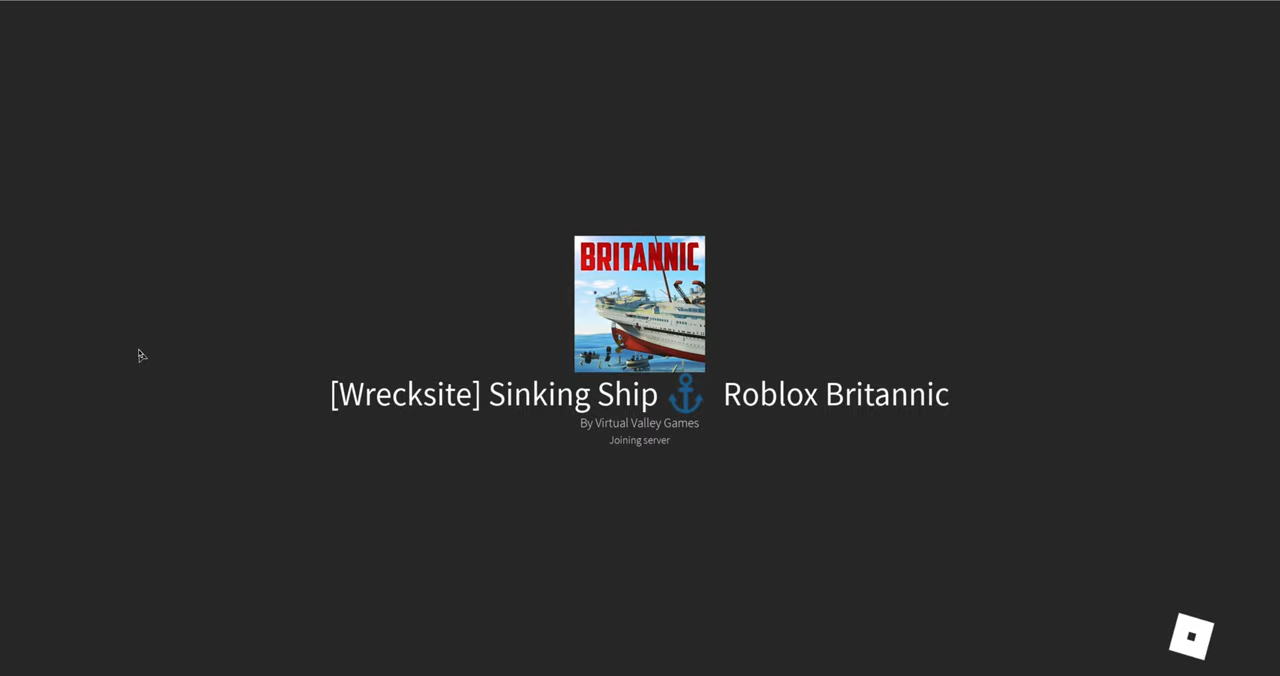 BRITANNIC
[Wrecksite] Sinking Ship ⚓ Roblox Britannic
By Virtual Valley Games
Joining server